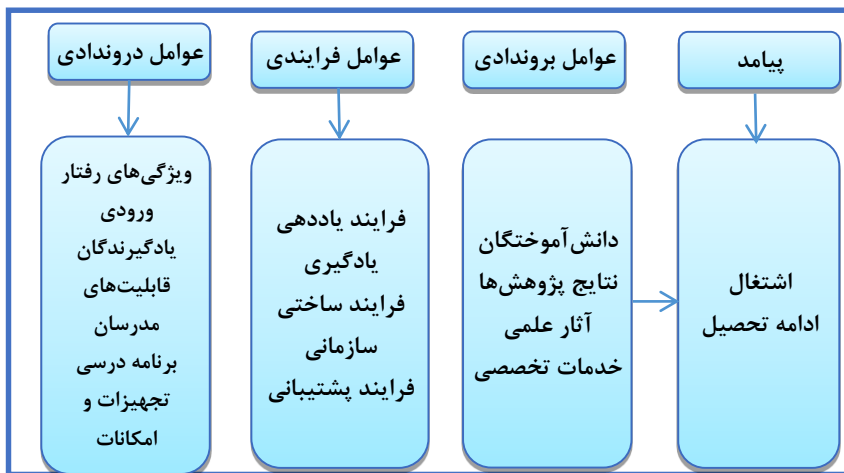 عوامل دروندادی
عوامل فرایندی
عوامل بروندادی
پیامد
ویژگی‌های رفتار
ورودی
یادگیرندگان
قابلیت‌های
مدرسان
برنامه درسی
تجهیزات و
امکانات
فرایند یاددهی
یادگیری
فرایند ساختی
سازمانی
فرایند پشتیبانی
دانش‌آموختگان
نتایج پژوهش‌ها
آثار علمی
خدمات تخصصی
اشتغال
ادامه تحصیل